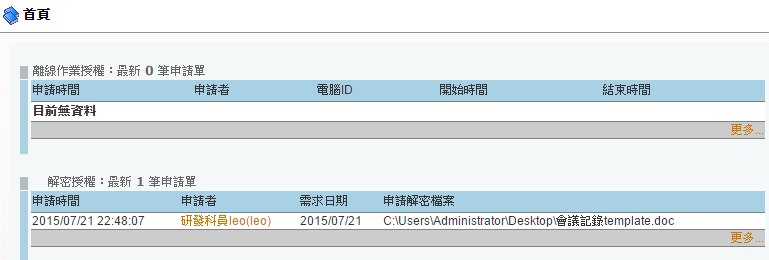 首頁
離線作業授權：最新 0 筆申請單
申請時間 申請者 電腦ID 開始時間 結束時間
目前無資料
更多...
解密授權：最新 1 筆申請單
申請時間 申請者 需求日期 申請解密檔案
2015/07/21 22:48:07 研發科員leo(leo) 2015/07/21 C:\Users\Administrator\Desktop\會議記錄template.doc
更多...